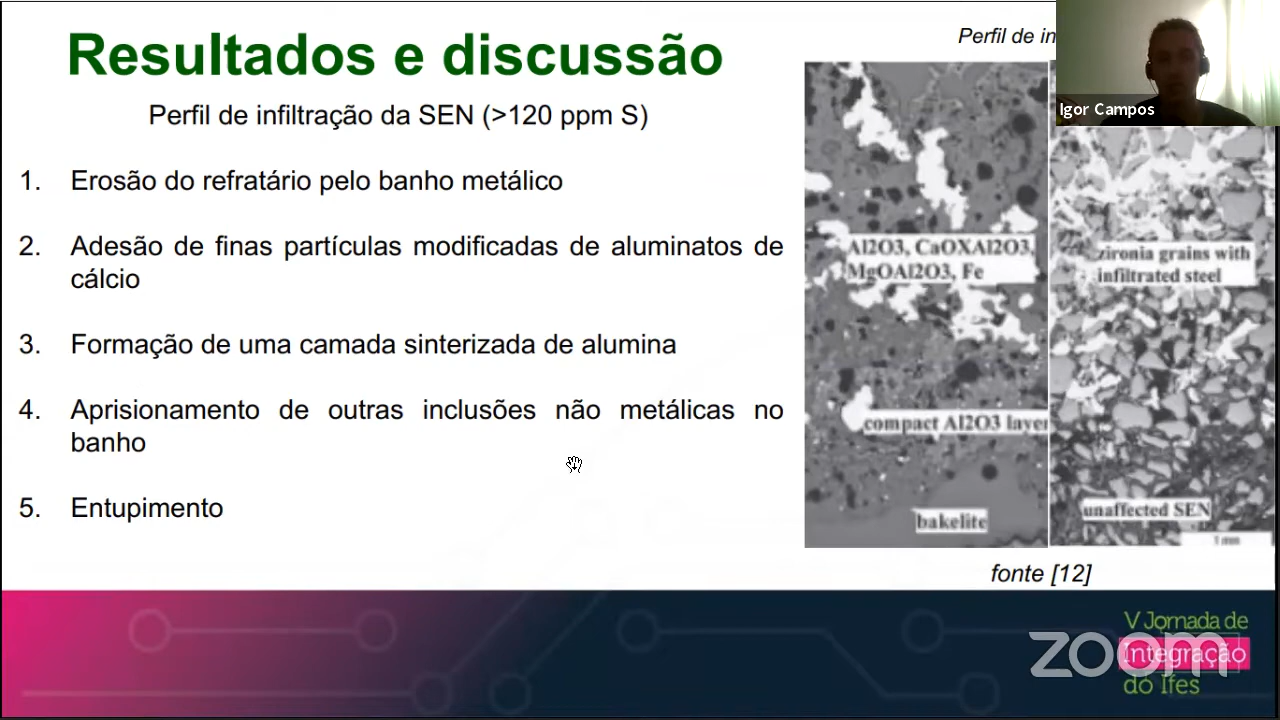 Resultados e discussão
Perfil de infiltração da SEN (>120 ppm S)
1. Erosão do refratário pelo banho metálico
2. Adesão de finas partículas modificadas de aluminatos de
cálcio
3. Formação de uma camada sinterizada de alumina
4. Aprisionamento de outras inclusões não metálicas no
banho
5. Entupimento
Perfil de in
Igor Campos
Al2O3, CaOXAl2O3,
MgOAl2O3, Fe
compact Al2O3 layer
bakelite
zironia grains with
infiltrated steel
unaffected SEN
1 mm
fonte [12]
V Jornada de
Integração
do Ifes
zoom